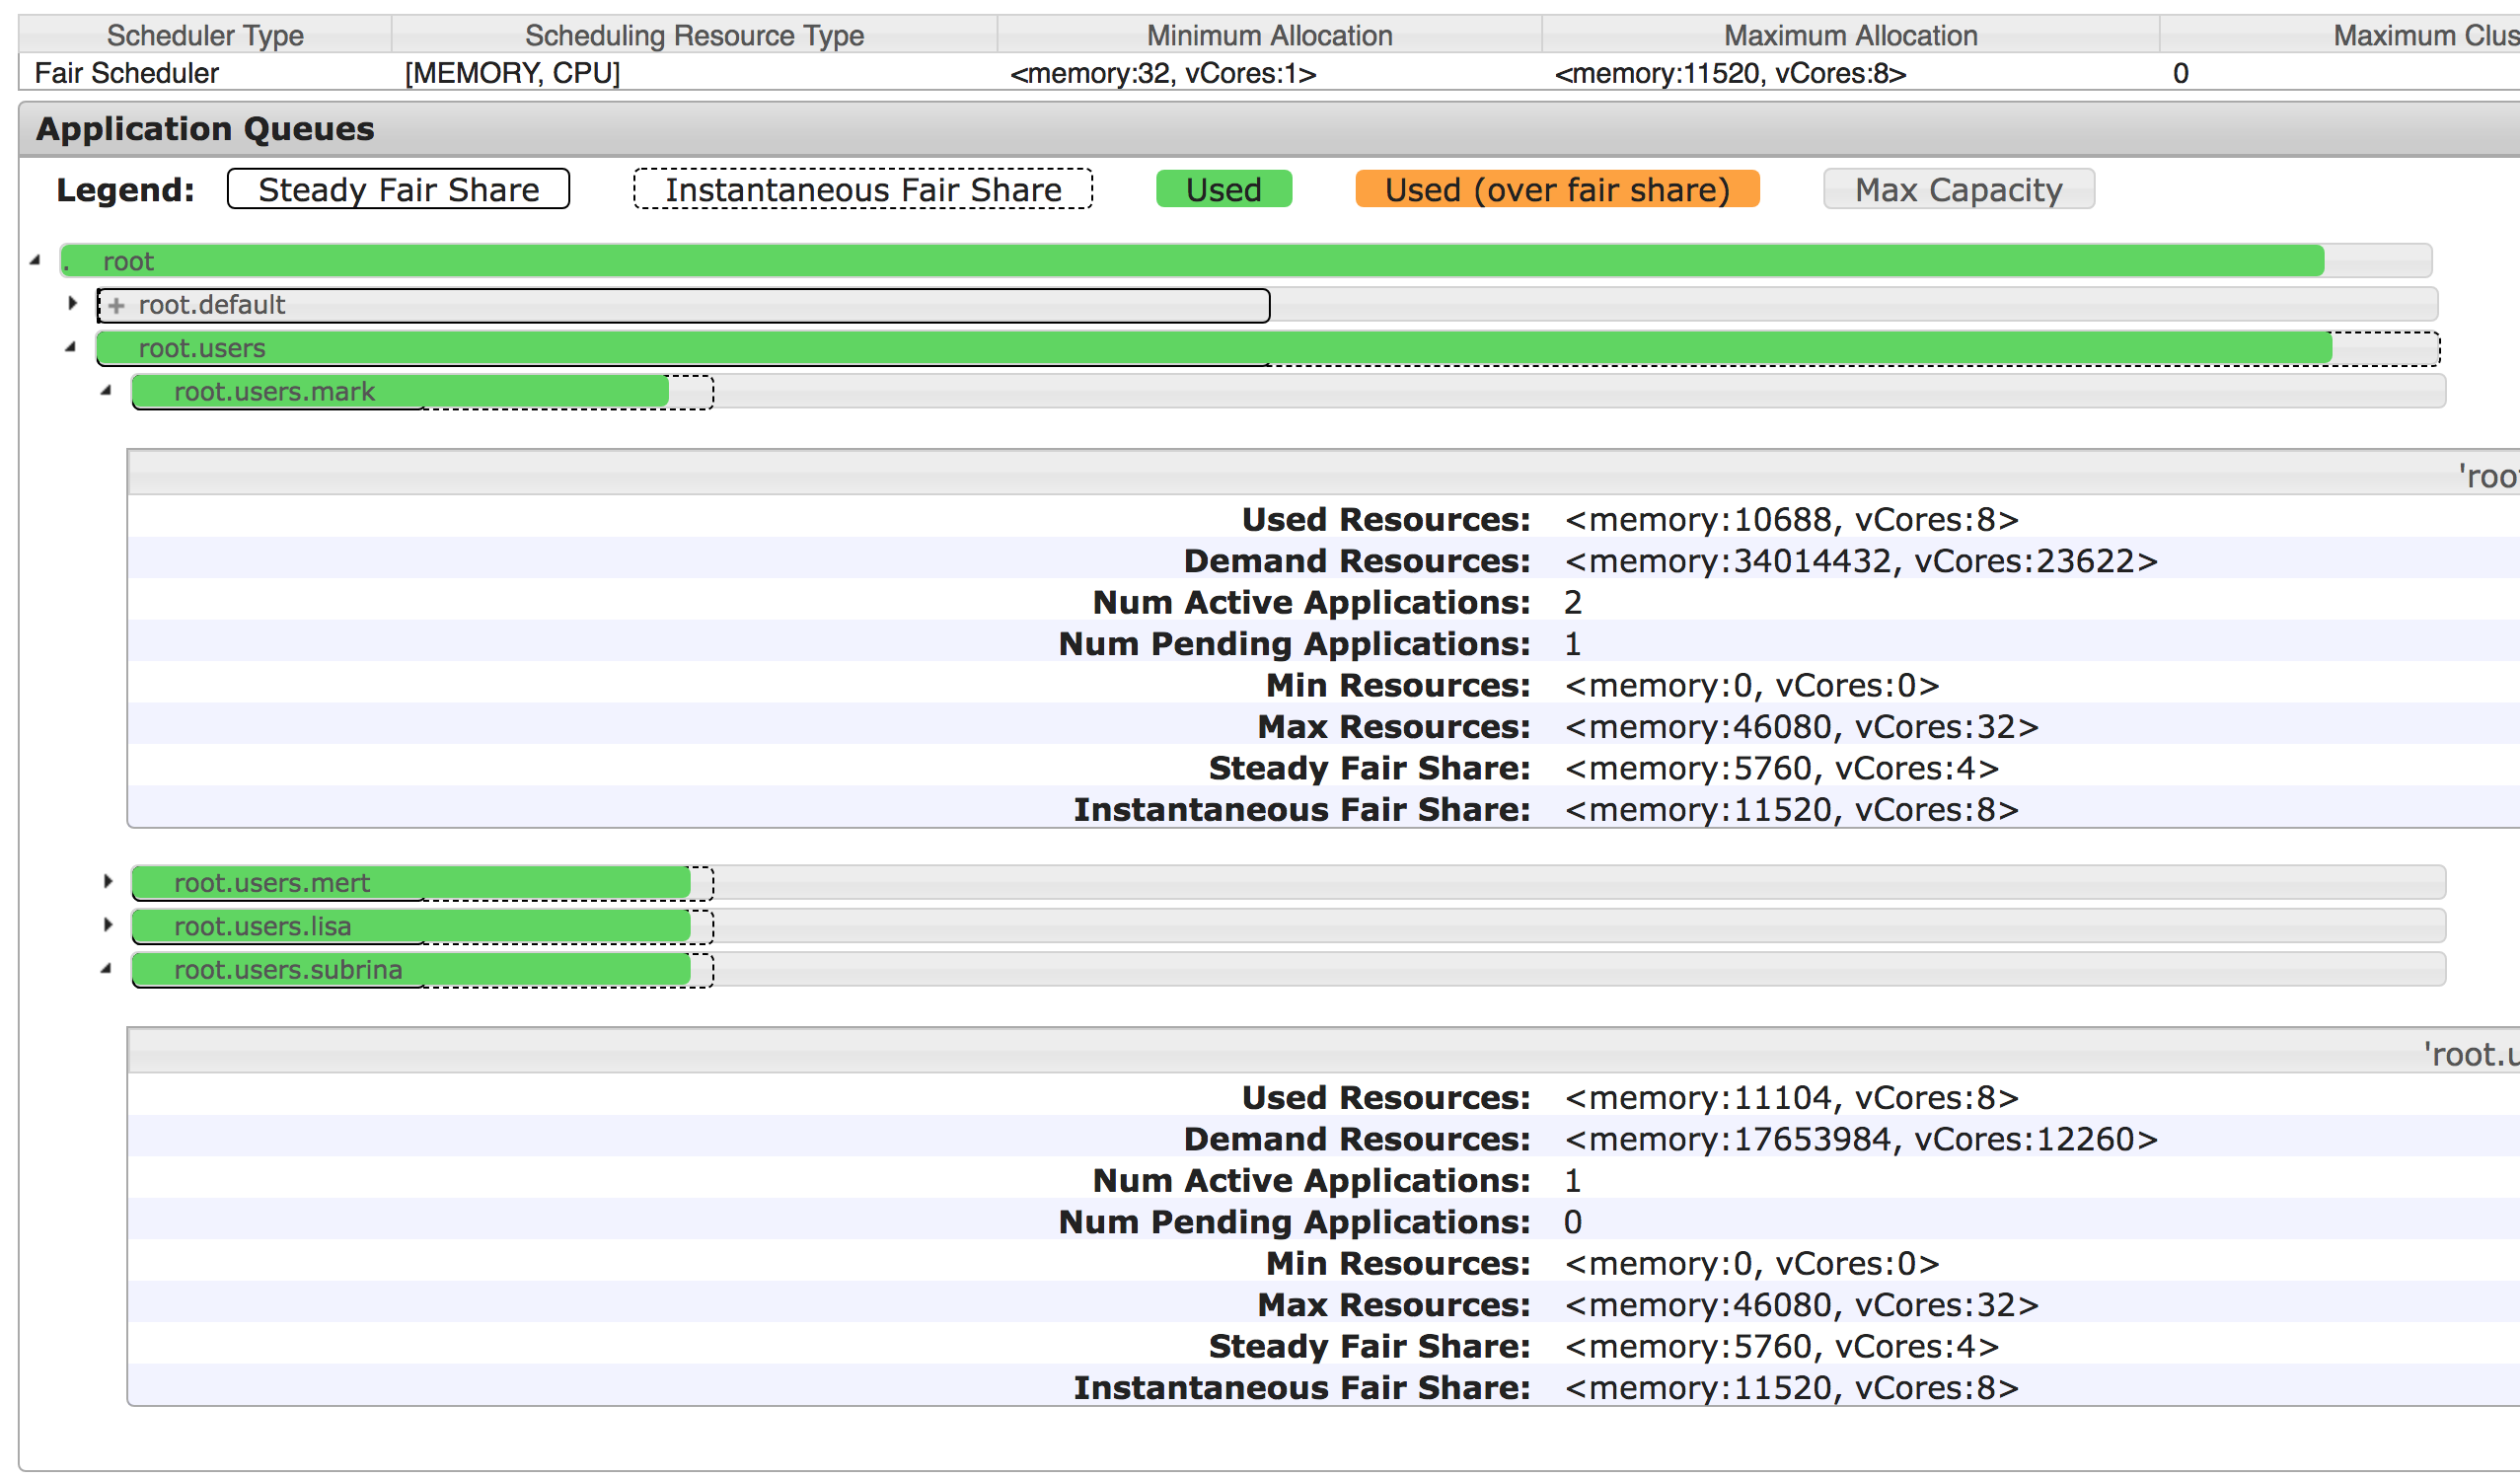 Scheduler Type Scheduling Resource Type Minimum Allocation Maximum Allocation Maximum Clus
Fair Scheduler [MEMORY, CPU] <memory:32, vCores:1> <memory:11520, vCores:8> 0
Application Queues
Legend: Steady Fair Share Instantaneous Fair Share Used Used (over fair share) Max Capacity
. root
+ root.default
root.users
root.users.mark
'roo
Used Resources: <memory:10688, vCores:8>
Demand Resources: <memory:34014432, vCores:23622>
Num Active Applications: 2
Num Pending Applications: 1
Min Resources: <memory:0, vCores:0>
Max Resources: <memory:46080, vCores:32>
Steady Fair Share: <memory:5760, vCores:4>
Instantaneous Fair Share: <memory:11520, vCores:8>
root.users.mert
root.users.lisa
root.users.subrina
'root.u
Used Resources: <memory:11104, vCores:8>
Demand Resources: <memory:17653984, vCores:12260>
Num Active Applications: 1
Num Pending Applications: 0
Min Resources: <memory:0, vCores:0>
Max Resources: <memory:46080, vCores:32>
Steady Fair Share: <memory:5760, vCores:4>
Instantaneous Fair Share: <memory:11520, vCores:8>